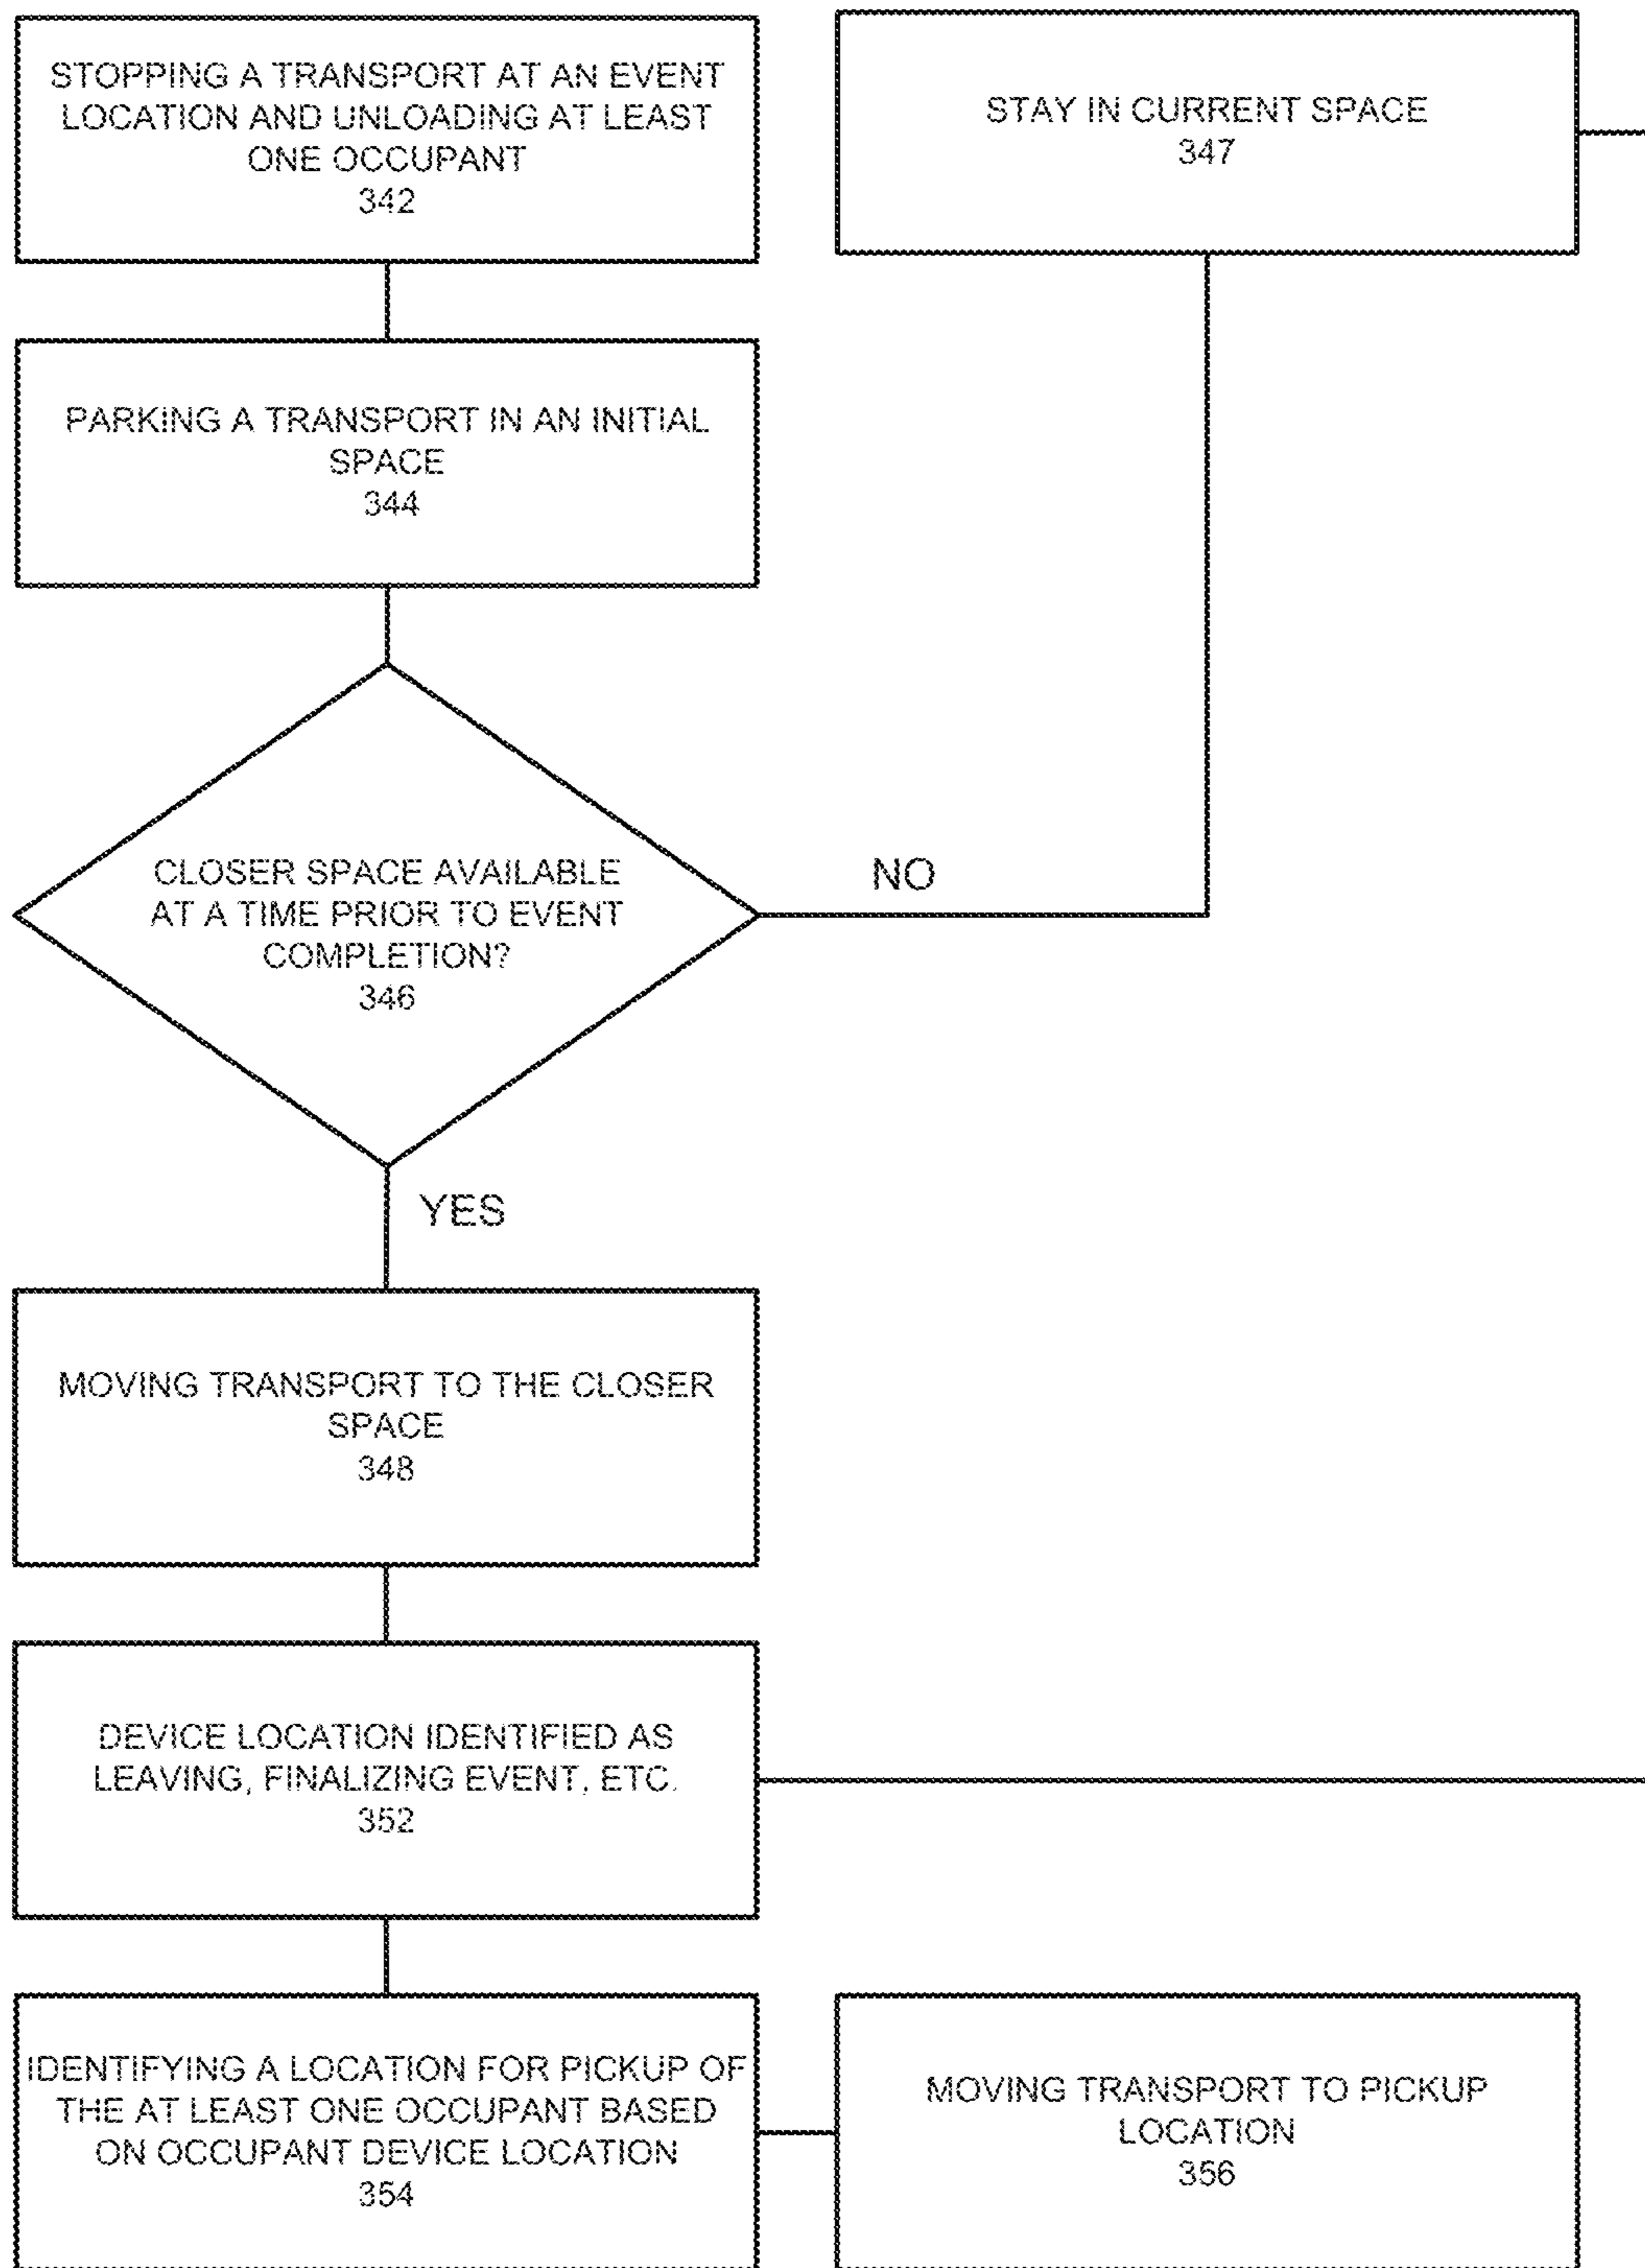 STOPPING A TRANSPORT AT AN EVENT
LOCATION AND UNLOADING AT LEAST
ONE OCCUPANT
342
STAY IN CURRENT SPACE
347
PARKING A TRANSPORT IN AN INITIAL
SPACE
344
CLOSER SPACE AVAILABLE
AT A TIME PRIOR TO EVENT
COMPLETION?
346
NO
YES
MOVING TRANSPORT TO THE CLOSER
SPACE
348
DEVICE LOCATION IDENTIFIED AS
LEAVING, FINALIZING EVENT, ETC.
352
IDENTIFYING A LOCATION FOR PICKUP OF
THE AT LEAST ONE OCCUPANT BASED
ON OCCUPANT DEVICE LOCATION
354
MOVING TRANSPORT TO PICKUP
LOCATION
356